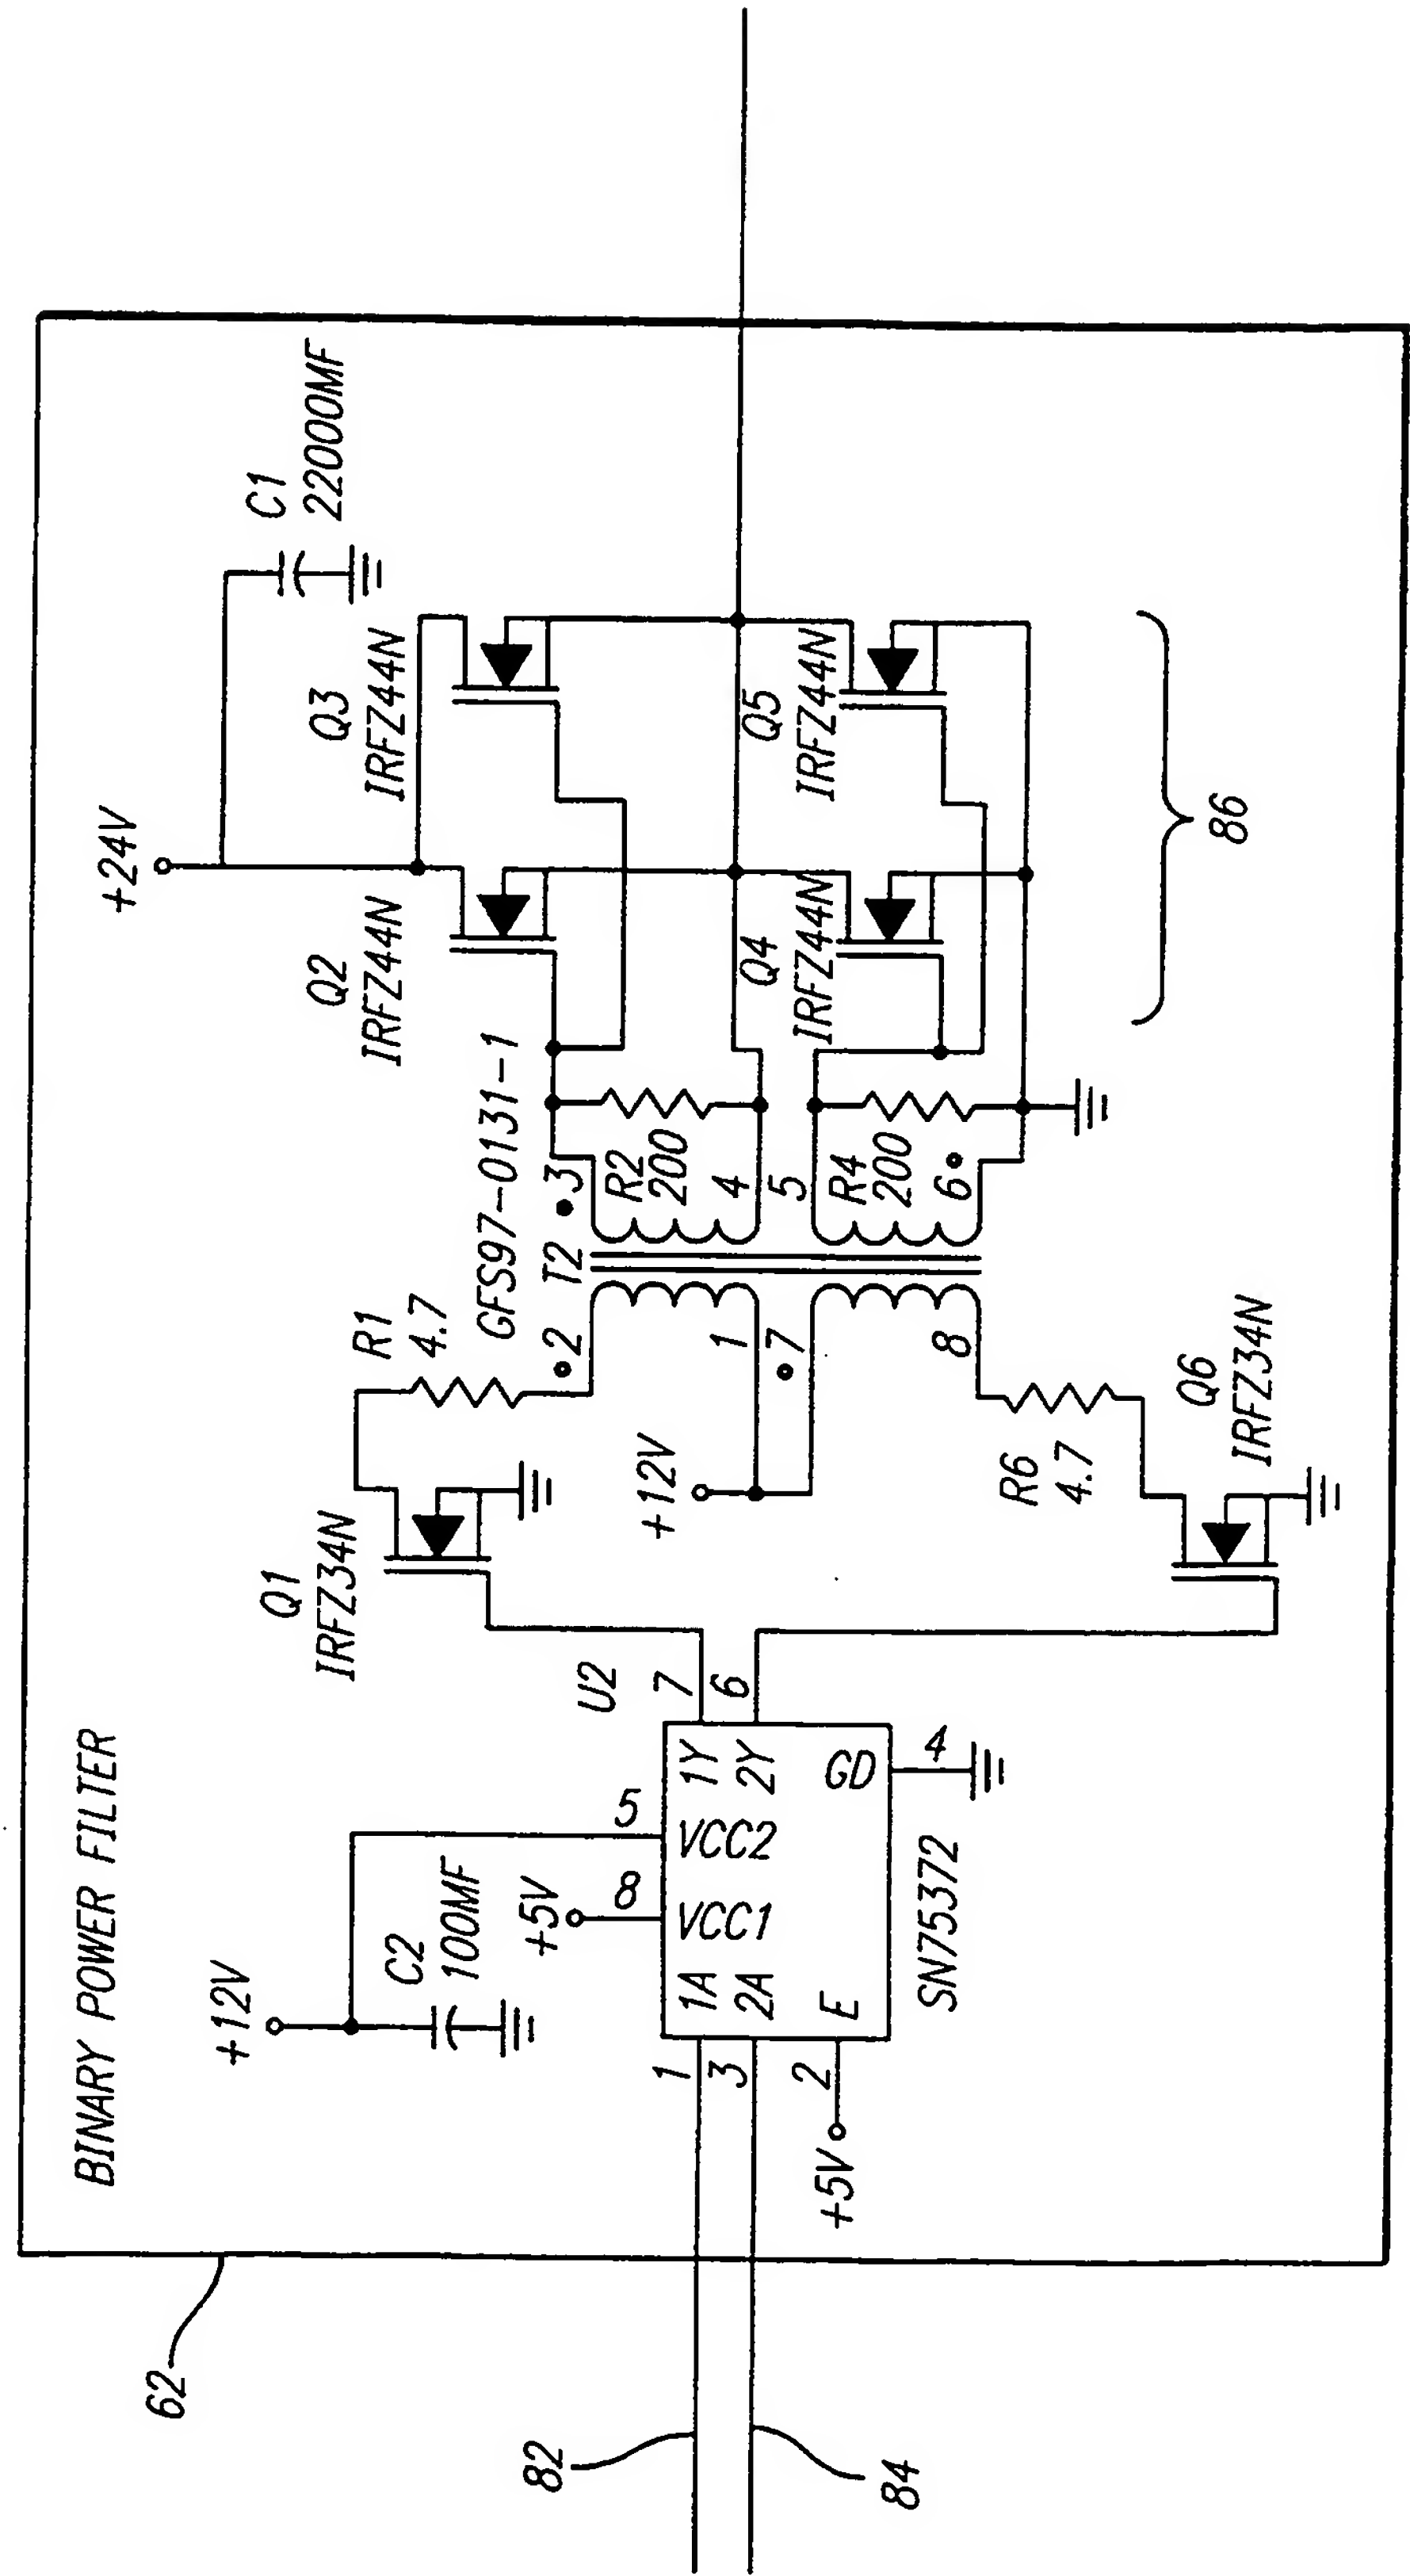 BINARY POWER FILTER
62
82
84
+12V
C2
100MF
+5V
8
5
1
3
2
+5V
1A
2A
E
VCC1
VCC2
1Y
2Y
GD
4
SN75372
U2
7
6
Q1
IRFZ34N
R1
4.7
+12V
R6
4.7
Q6
IRFZ34N
GFS97-0131-1
T2
2
1
7
8
3
4
5
6
R2
200
R4
200
+24V
Q2
IRFZ44N
Q3
IRFZ44N
C1
22000MF
Q4
IRFZ44N
Q5
IRFZ44N
86